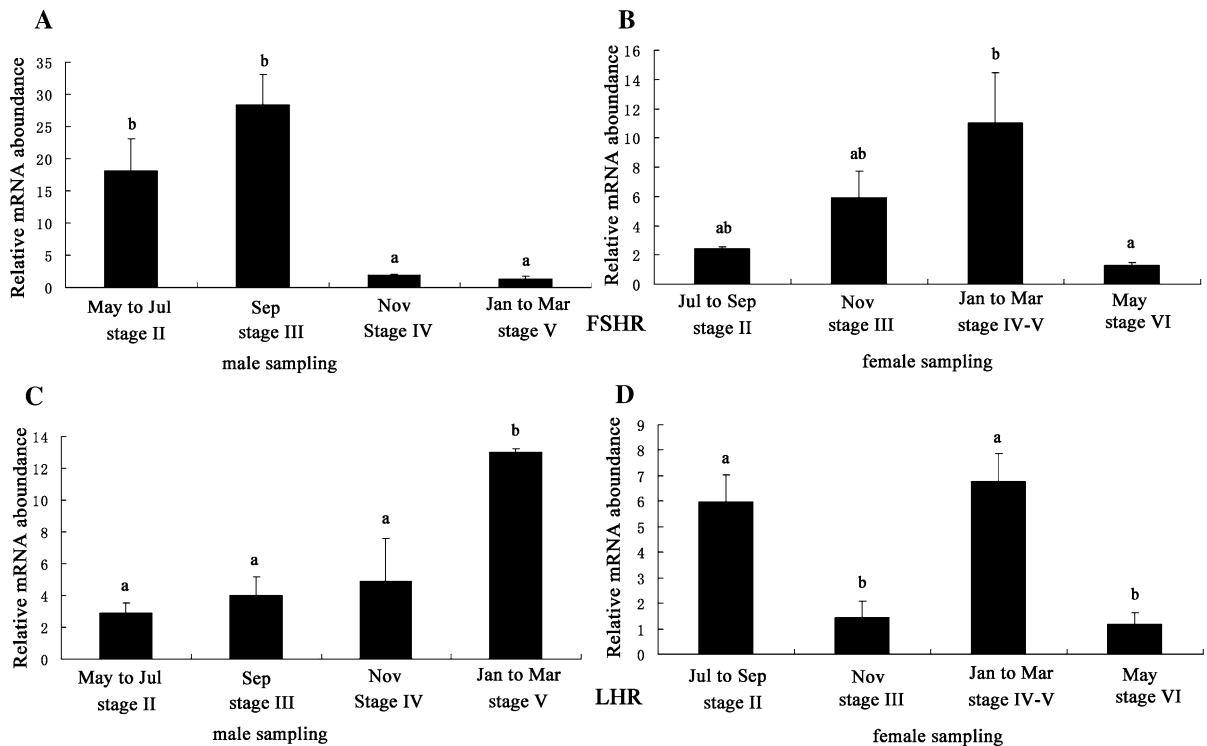 A
Relative mRNA aboundance
35
30
25
20
15
10
5
0
b
b
a
a
May to Jul
stage II
Sep
stage III
Nov
Stage IV
Jan to Mar
stage V
male sampling
B
Relative mRNA aboundance
16
14
12
10
8
6
4
2
0
ab
ab
b
a
Jul to Sep
stage II
Nov
stage III
Jan to Mar
stage IV-V
May
stage VI
female sampling
FSHR
C
Relative mRNA aboundance
14
12
10
8
6
4
2
0
a
a
a
b
May to Jul
stage II
Sep
stage III
Nov
Stage IV
Jan to Mar
stage V
male sampling
D
Relative mRNA aboundance
9
8
7
6
5
4
3
2
1
0
a
b
a
b
Jul to Sep
stage II
Nov
stage III
Jan to Mar
stage IV-V
May
stage VI
female sampling
LHR